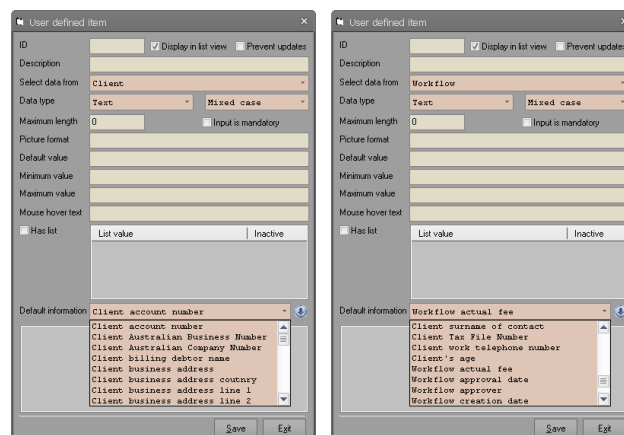 User defined item
ID
Display in list view
Prevent updates
Description
Select data from
Client
Data type
Text
Mixed case
Maximum length
0
Input is mandatory
Picture format
Default value
Minimum value
Maximum value
Mouse hover text
Has list
List value
Inactive
Default information
Client account number
Client account number
Client Australian Business Number
Client Australian Company Number
Client billing debtor name
Client business address
Client business address coutnry
Client business address line 1
Client business address line 2
Save
Exit
User defined item
ID
Display in list view
Prevent updates
Description
Select data from
Workflow
Data type
Text
Mixed case
Maximum length
0
Input is mandatory
Picture format
Default value
Minimum value
Maximum value
Mouse hover text
Has list
List value
Inactive
Default information
Workflow actual fee
Client surname of contact
Client Tax File Number
Client work telephone number
Client's age
Workflow actual fee
Workflow approval date
Workflow approver
Workflow creation date
Save
Exit